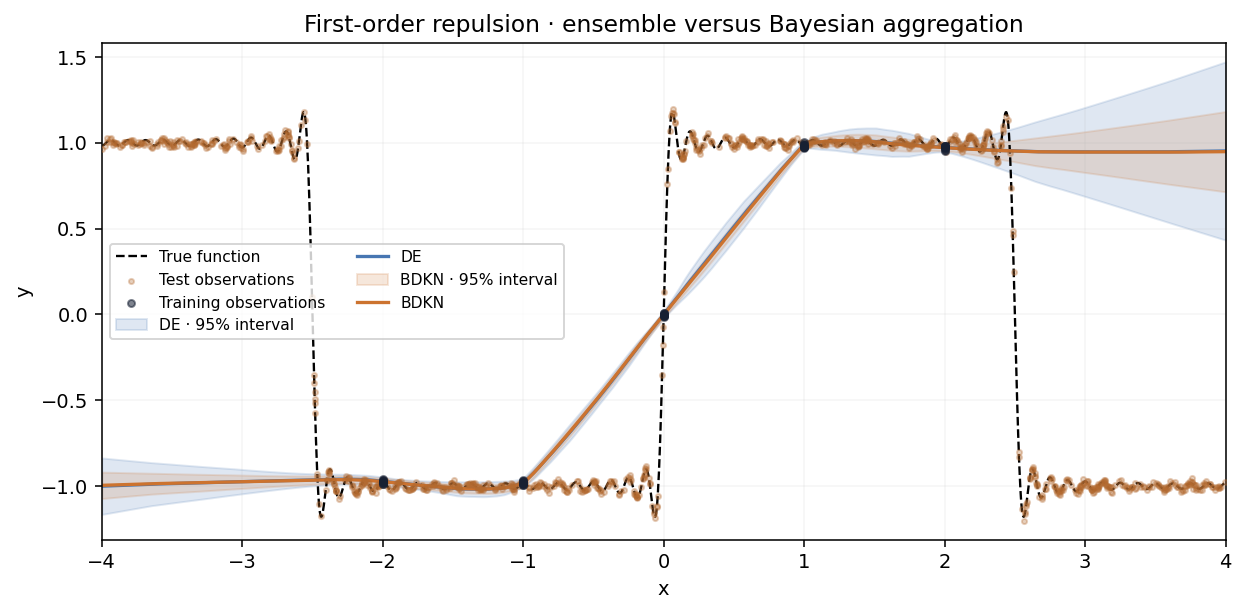 First-order repulsion · ensemble versus Bayesian aggregation
y
1.5
1.0
0.5
0.0
−0.5
−1.0
True function
Test observations
Training observations
DE · 95% interval
DE
BDKN · 95% interval
BDKN
−4
−3
−2
−1
0
1
2
3
4
x